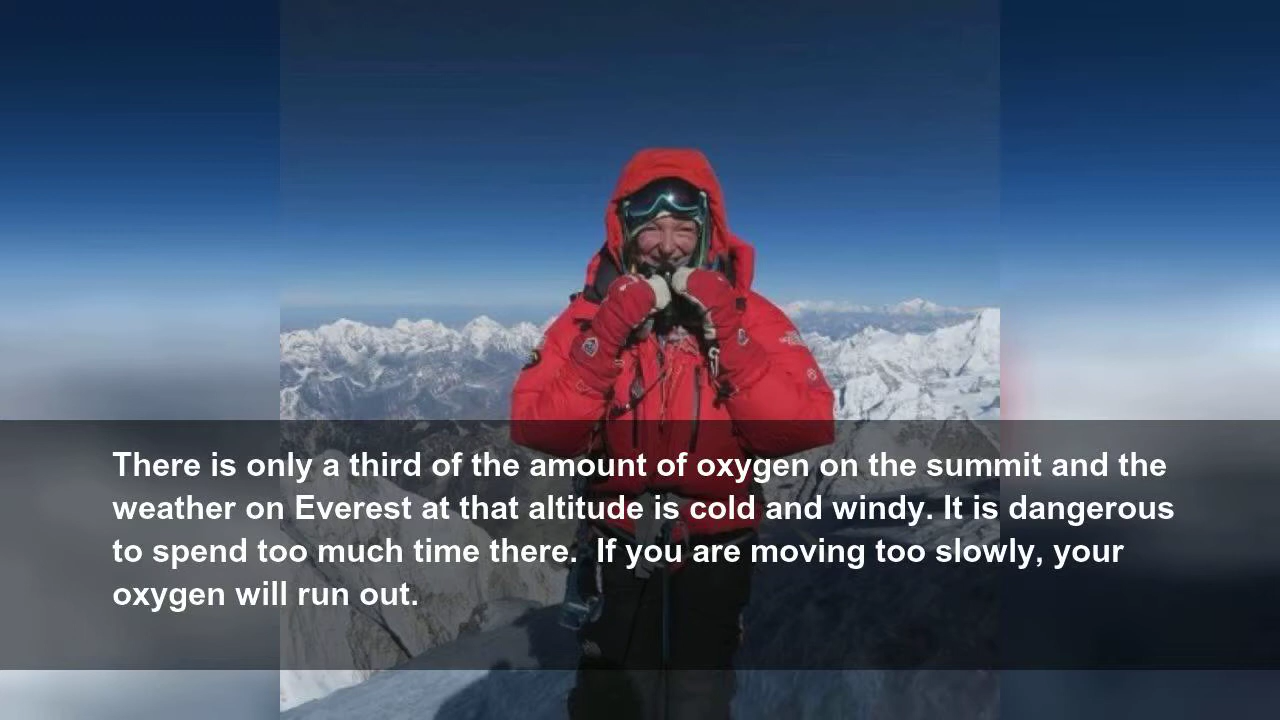 There is only a third of the amount of oxygen on the summit and the
weather on Everest at that altitude is cold and windy. It is dangerous
to spend too much time there.  If you are moving too slowly, your
oxygen will run out.